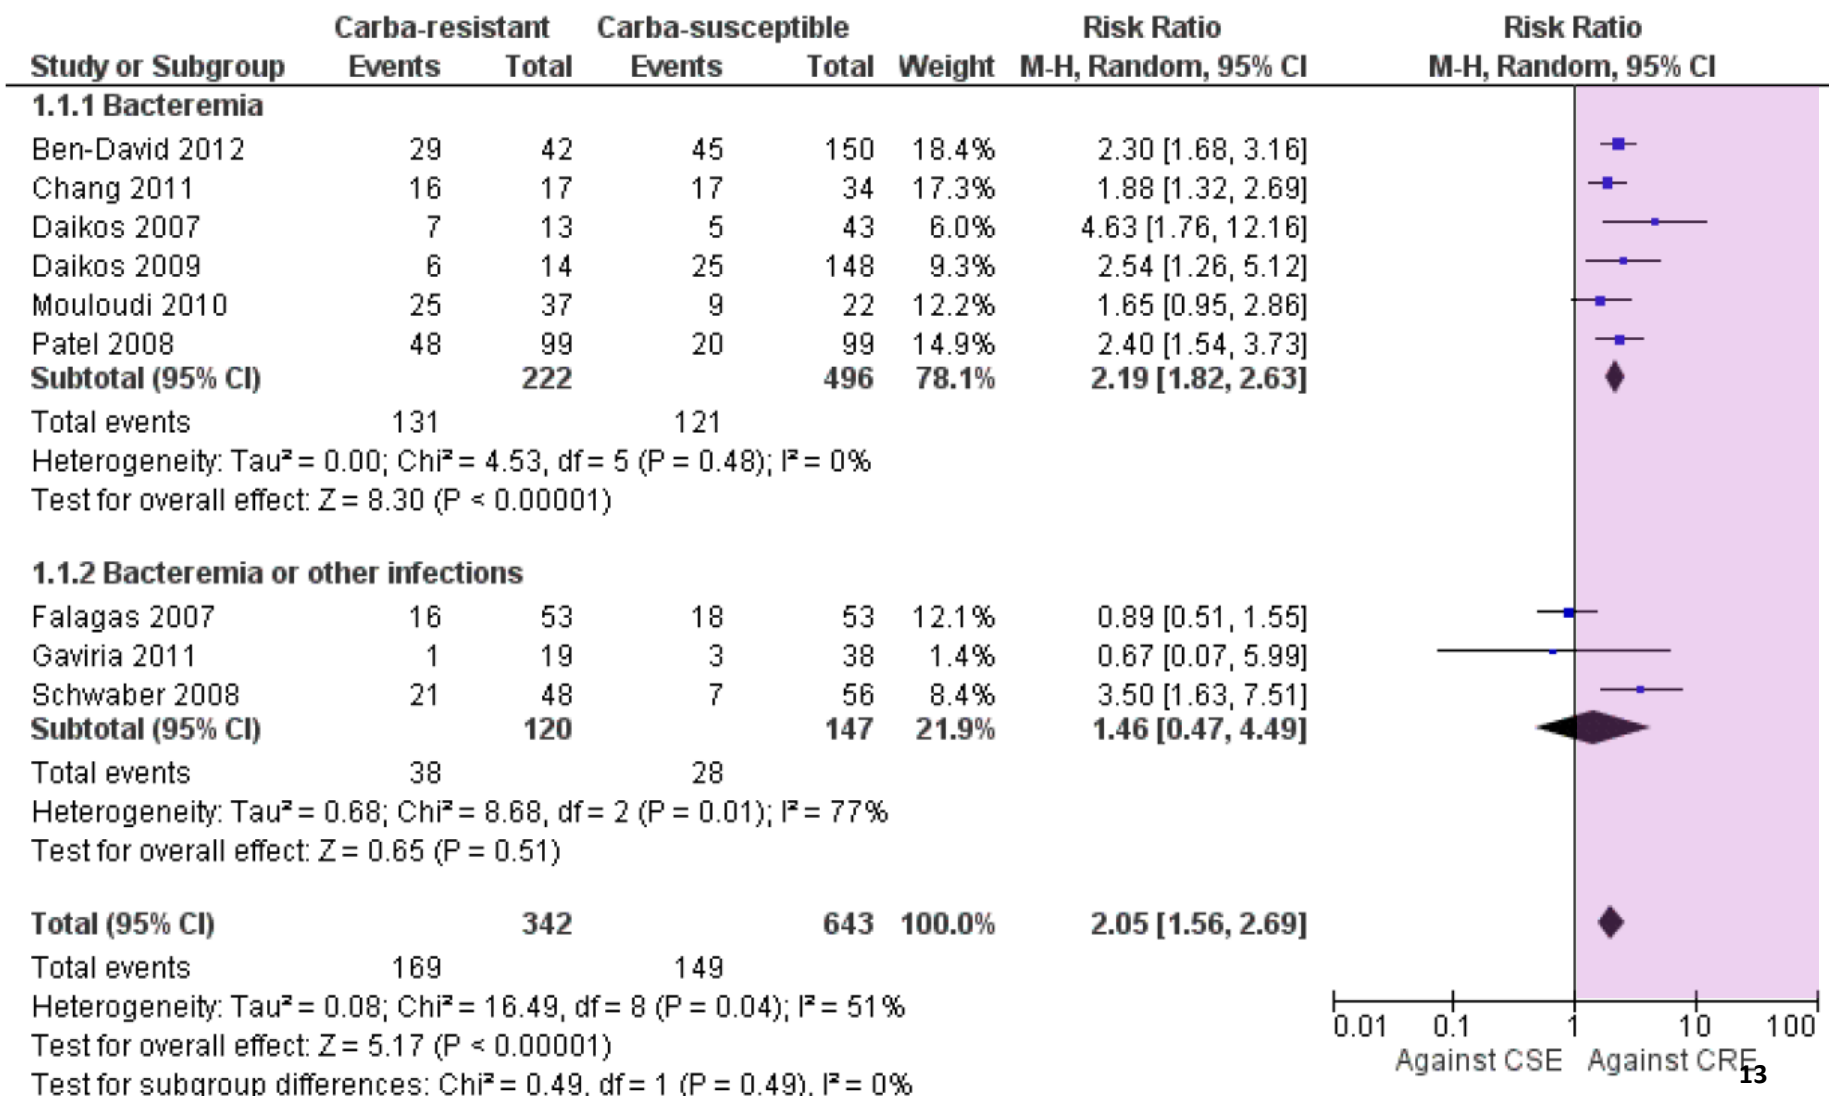 Carba-resistant Carba-susceptible Risk Ratio Risk Ratio
Study or Subgroup Events Total Events Total Weight M-H, Random, 95% CI M-H, Random, 95% CI
1.1.1 Bacteremia
Ben-David 2012 29 42 45 150 18.4% 2.30 [1.68, 3.16]
Chang 2011 16 17 17 34 17.3% 1.88 [1.32, 2.69]
Daikos 2007 7 13 5 43 6.0% 4.63 [1.76, 12.16]
Daikos 2009 6 14 25 148 9.3% 2.54 [1.26, 5.12]
Mouloudi 2010 25 37 9 22 12.2% 1.65 [0.95, 2.86]
Patel 2008 48 99 20 99 14.9% 2.40 [1.54, 3.73]
Subtotal (95% CI) 222 496 78.1% 2.19 [1.82, 2.63]
Total events 131 121
Heterogeneity: Tau² = 0.00; Chi² = 4.53, df = 5 (P = 0.48); I² = 0%
Test for overall effect: Z = 8.30 (P < 0.00001)
1.1.2 Bacteremia or other infections
Falagas 2007 16 53 18 53 12.1% 0.89 [0.51, 1.55]
Gaviria 2011 1 19 3 38 1.4% 0.67 [0.07, 5.99]
Schwaber 2008 21 48 7 56 8.4% 3.50 [1.63, 7.51]
Subtotal (95% CI) 120 147 21.9% 1.46 [0.47, 4.49]
Total events 38 28
Heterogeneity: Tau² = 0.68; Chi² = 8.68, df = 2 (P = 0.01); I² = 77%
Test for overall effect: Z = 0.65 (P = 0.51)
Total (95% CI) 342 643 100.0% 2.05 [1.56, 2.69]
Total events 169 149
Heterogeneity: Tau² = 0.08; Chi² = 16.49, df = 8 (P = 0.04); I² = 51%
Test for overall effect: Z = 5.17 (P < 0.00001)
Test for subgroup differences: Chi² = 0.49, df = 1 (P = 0.49), I² = 0%
0.01 0.1 1 10 100
Against CSE Against CRE
13